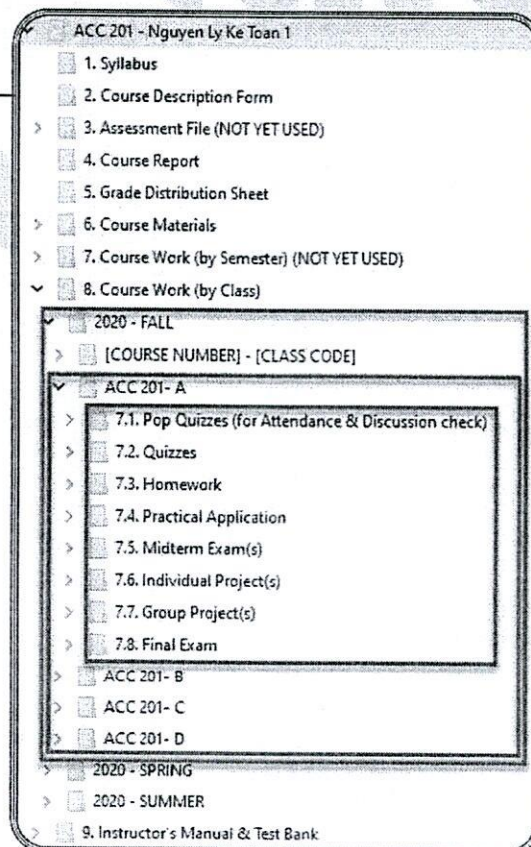 ACC 201 - Nguyen Ly Ke Toan 1
1. Syllabus
2. Course Description Form
3. Assessment File (NOT YET USED)
4. Course Report
5. Grade Distribution Sheet
6. Course Materials
7. Course Work (by Semester) (NOT YET USED)
8. Course Work (by Class)
2020 - FALL
[COURSE NUMBER] - [CLASS CODE]
ACC 201- A
7.1. Pop Quizzes (for Attendance & Discussion check)
7.2. Quizzes
7.3. Homework
7.4. Practical Application
7.5. Midterm Exam(s)
7.6. Individual Project(s)
7.7. Group Project(s)
7.8. Final Exam
ACC 201- B
ACC 201- C
ACC 201- D
2020 - SPRING
2020 - SUMMER
9. Instructor's Manual & Test Bank